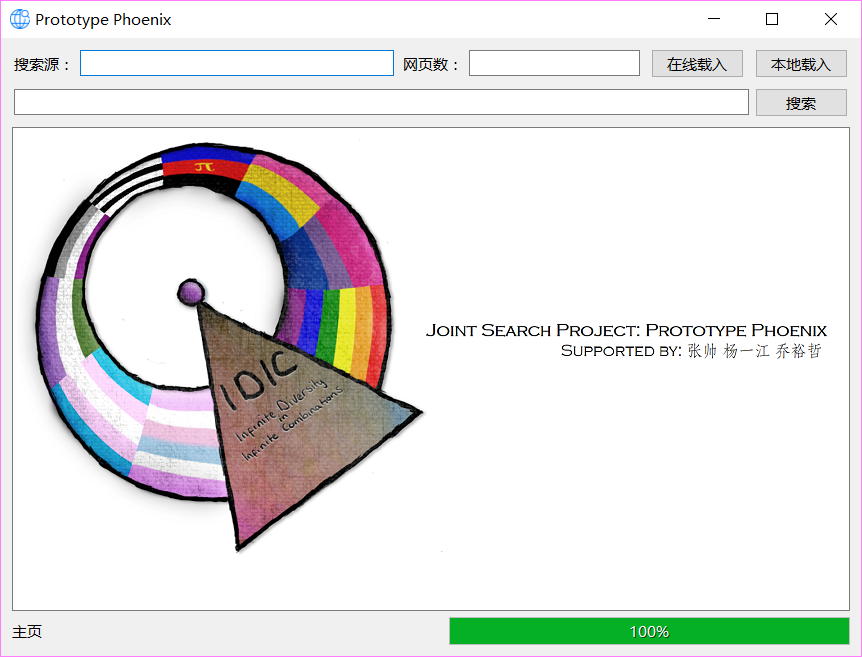 Prototype Phoenix
搜索源： 网页数： 在线载入 本地载入
搜索
π
IDIC
Infinite Diversity
in
Infinite Combinations
JOINT SEARCH PROJECT: PROTOTYPE PHOENIX
SUPPORTED BY: 张帅 杨一江 乔裕哲
主页 100%